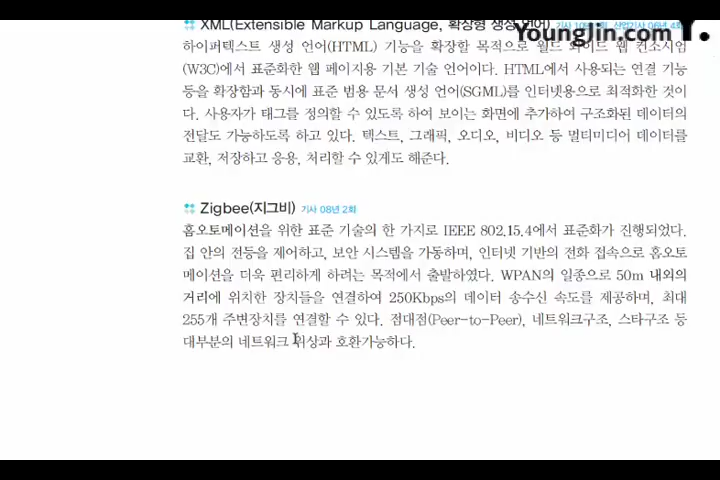 XML(Extensible Markup Language, 확장형 생성 언어)
YoungJin.com Y.
하이퍼텍스트 생성 언어(HTML) 기능을 확장할 목적으로 월드 와이드 웹 컨소시엄
(W3C)에서 표준화한 웹 페이지용 기본 기술 언어이다. HTML에서 사용되는 연결 기능
등을 확장함과 동시에 표준 범용 문서 생성 언어(SGML)를 인터넷용으로 최적화한 것이
다. 사용자가 태그를 정의할 수 있도록 하여 보이는 화면에 추가하여 구조화된 데이터의
전달도 가능하도록 하고 있다. 텍스트, 그래픽, 오디오, 비디오 등 멀티미디어 데이터를
교환, 저장하고 응용, 처리할 수 있게도 해준다.
Zigbee(지그비) 기사 08년 2회
홈오토메이션을 위한 표준 기술의 한 가지로 IEEE 802.15.4에서 표준화가 진행되었다.
집 안의 전등을 제어하고, 보안 시스템을 가동하며, 인터넷 기반의 전화 접속으로 홈오토
메이션을 더욱 편리하게 하려는 목적에서 출발하였다. WPAN의 일종으로 50m 내외의
거리에 위치한 장치들을 연결하여 250Kbps의 데이터 송수신 속도를 제공하며, 최대
255개 주변장치를 연결할 수 있다. 점대점(Peer-to-Peer), 네트워크구조, 스타구조 등
대부분의 네트워크 위상과 호환가능하다.